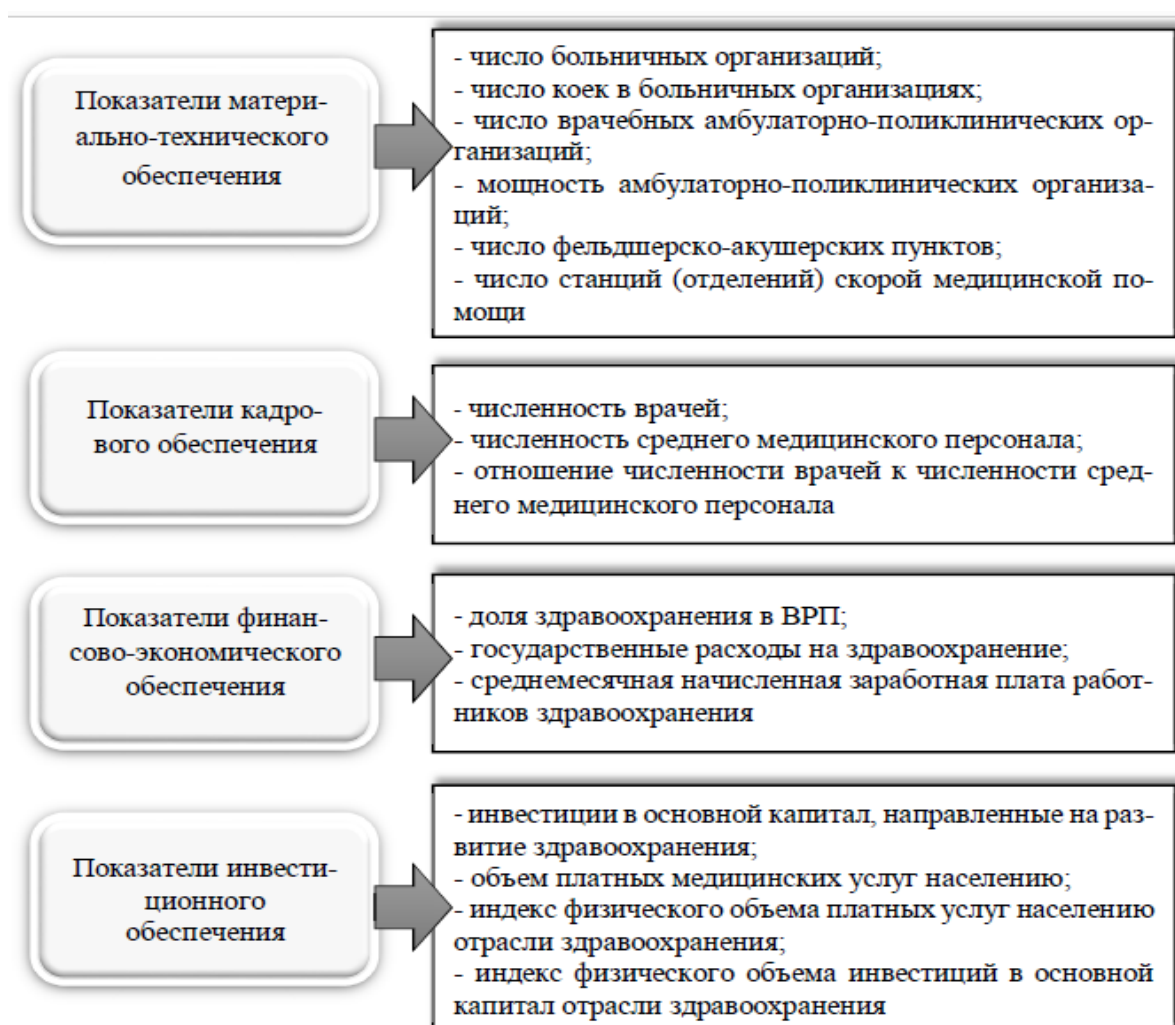 Показатели матери-
ально-технического
обеспечения
- число больничных организаций;
- число коек в больничных организациях;
- число врачебных амбулаторно-поликлинических ор-
ганизаций;
- мощность амбулаторно-поликлинических организа-
ций;
- число фельдшерско-акушерских пунктов;
- число станций (отделений) скорой медицинской по-
мощи
Показатели кадро-
вого обеспечения
- численность врачей;
- численность среднего медицинского персонала;
- отношение численности врачей к численности сред-
него медицинского персонала
Показатели финан-
сово-экономического
обеспечения
- доля здравоохранения в ВРП;
- государственные расходы на здравоохранение;
- среднемесячная начисленная заработная плата работ-
ников здравоохранения
Показатели инвести-
ционного
обеспечения
- инвестиции в основной капитал, направленные на раз-
витие здравоохранения;
- объем платных медицинских услуг населению;
- индекс физического объема платных услуг населению
отрасли здравоохранения;
- индекс физического объема инвестиций в основной
капитал отрасли здравоохранения